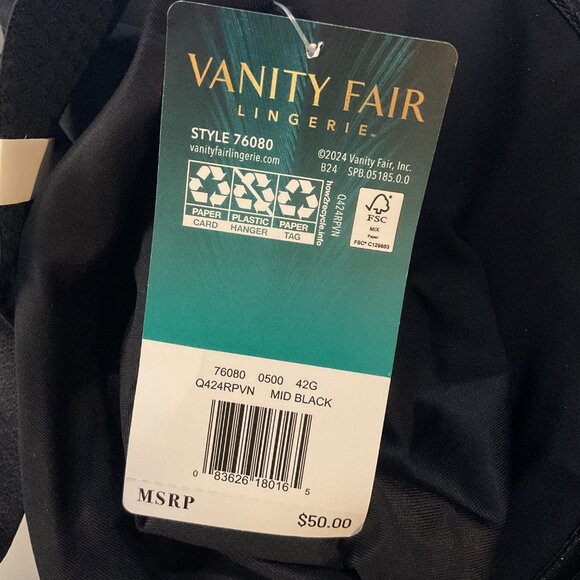 VANITY FAIR
LINGERIE™
STYLE 76080
vanityfairlingerie.com
©2024 Vanity Fair, Inc.
B24 SPB.05185.0.0
PAPER PLASTIC PAPER
CARD HANGER TAG
how2recycle.info
Q424RPVN
FSC
MIX
Paper
FSC® C129883
76080 0500 42G
Q424RPVN MID BLACK
0 83626 18016 5
MSRP
$50.00